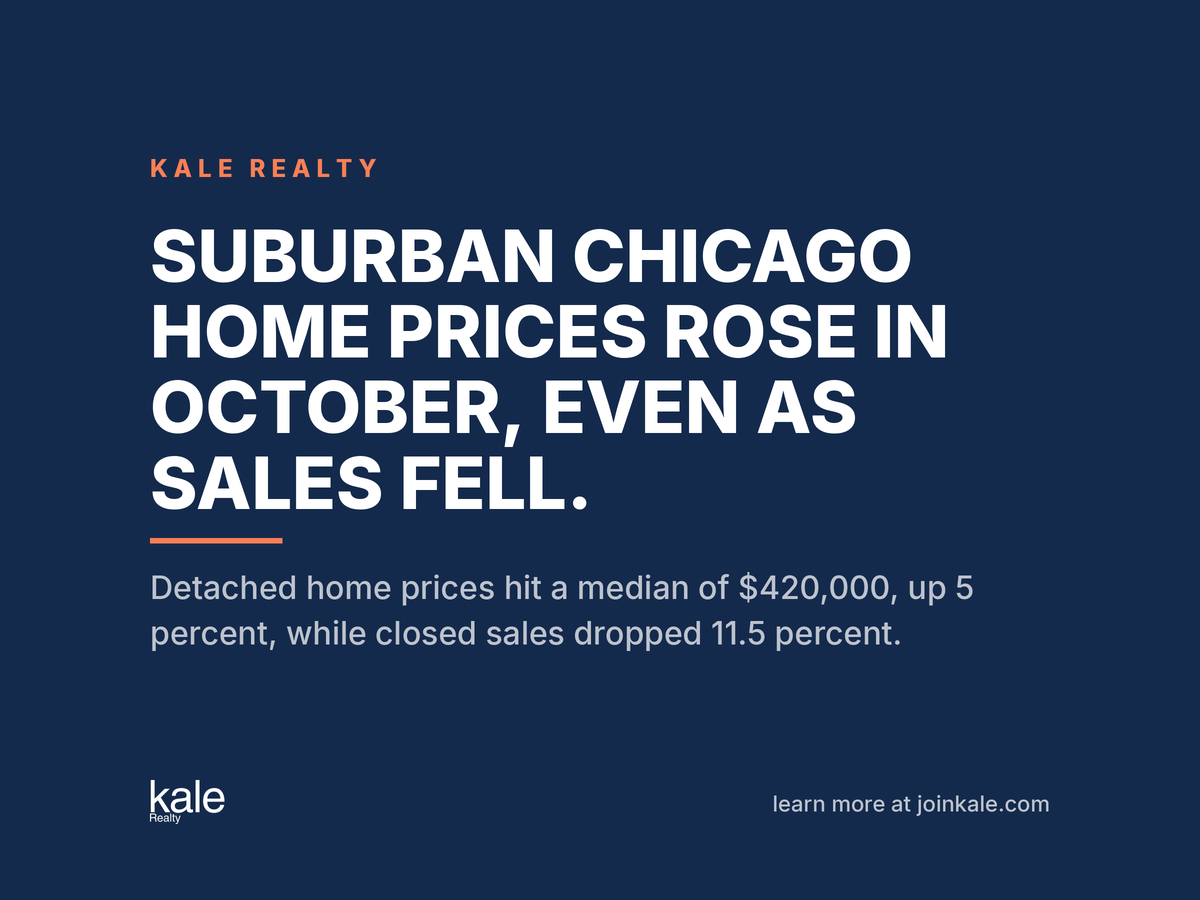 KALE REALTY
SUBURBAN CHICAGO
HOME PRICES ROSE IN
OCTOBER, EVEN AS
SALES FELL.
Detached home prices hit a median of $420,000, up 5
percent, while closed sales dropped 11.5 percent.
kale
Realty
learn more at joinkale.com